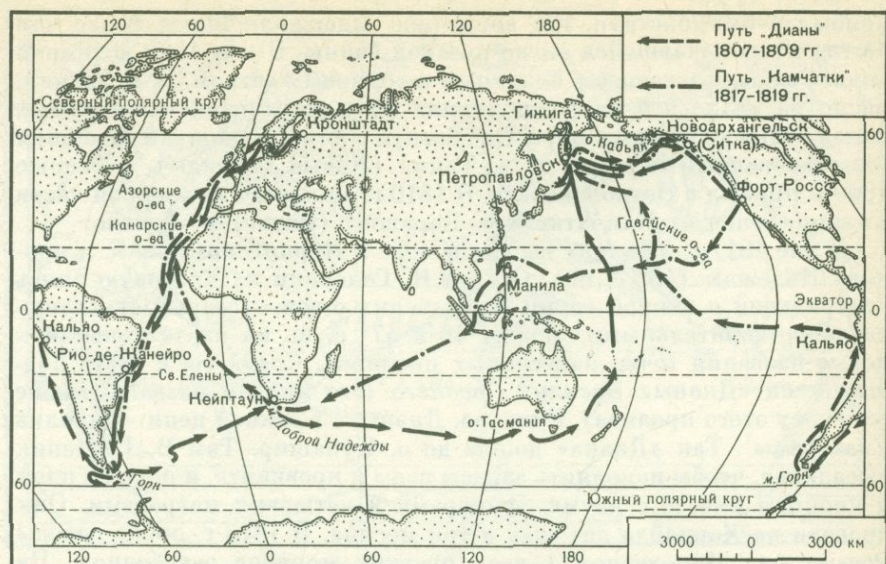 120
60
0
60
120
180
Путь „Дианы"
1807–1809 гг.
Путь „Камчатки"
1817–1819 гг.
Северный полярный круг
60
Кронштадт
Гижига
о. Кадьяк
Новоархангельск
(Ситка)
60
Петропавловск
Азорские
о-ва
Форт-Росс
Канарские
о-ва
Гавайские о-ва
Манила
0
Экватор
0
Кальяо
Кальяо
Рио-де-Жанейро
о.
Св.Елены
Кейптаун
Доброй Надежды
о.Тасмания
60
м.Горн
м. Горн
60
Южный полярный круг
120
60
0
60
120
180
3000
0
3000 км